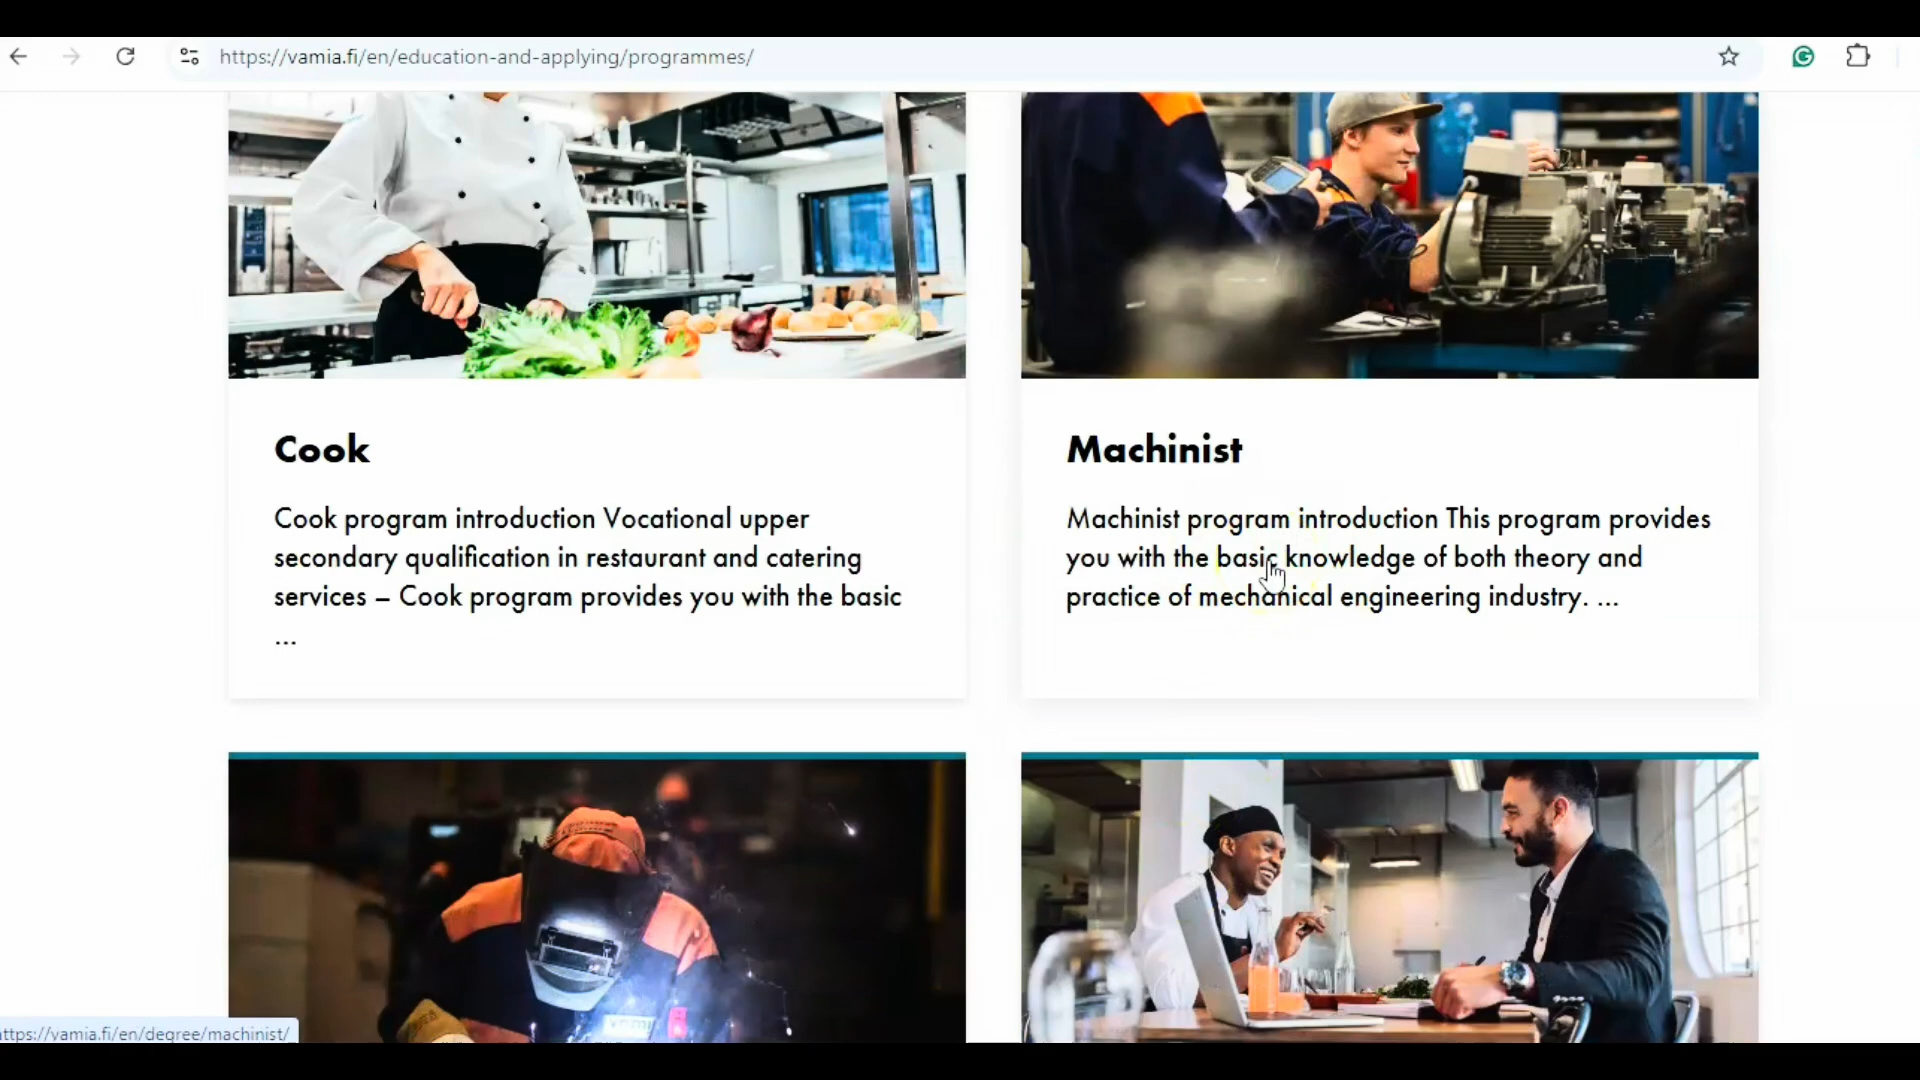 https://vamia.fi/en/education-and-applying/programmes/
Cook
Cook program introduction Vocational upper
secondary qualification in restaurant and catering
services – Cook program provides you with the basic
...
Machinist
Machinist program introduction This program provides
you with the basic knowledge of both theory and
practice of mechanical engineering industry. ...
vamia
ttps://vamia.fi/en/degree/machinist/